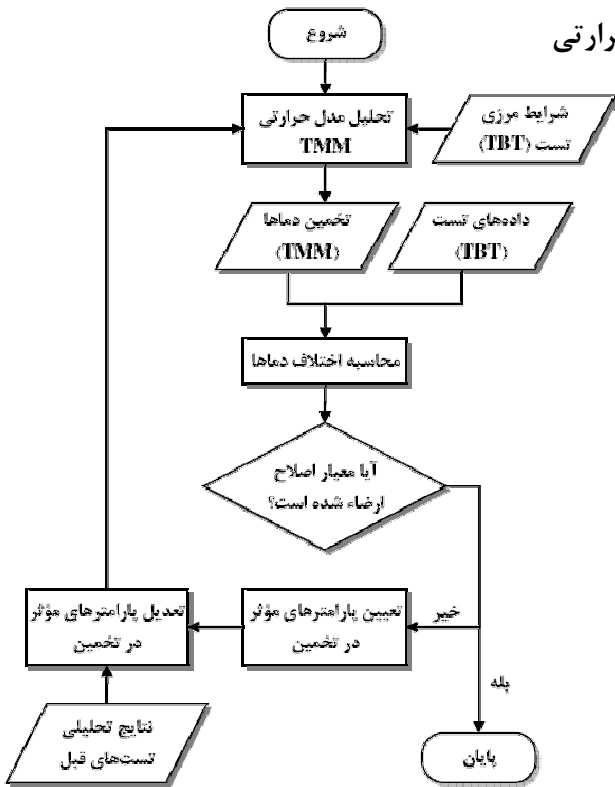 رارتی
شروع
تحلیل مدل حرارتی
TMM
شرایط مرزی
تست (TBT)
تخمین دماها
(TMM)
داده‌های تست
(TBT)
محاسبه اختلاف دماها
آیا معیار اصلاح
ارضاء شده است؟
خیر
تعیین پارامترهای مؤثر
در تخمین
تعدیل پارامترهای مؤثر
در تخمین
بله
نتایج تحلیلی
تست‌های قبل
پایان